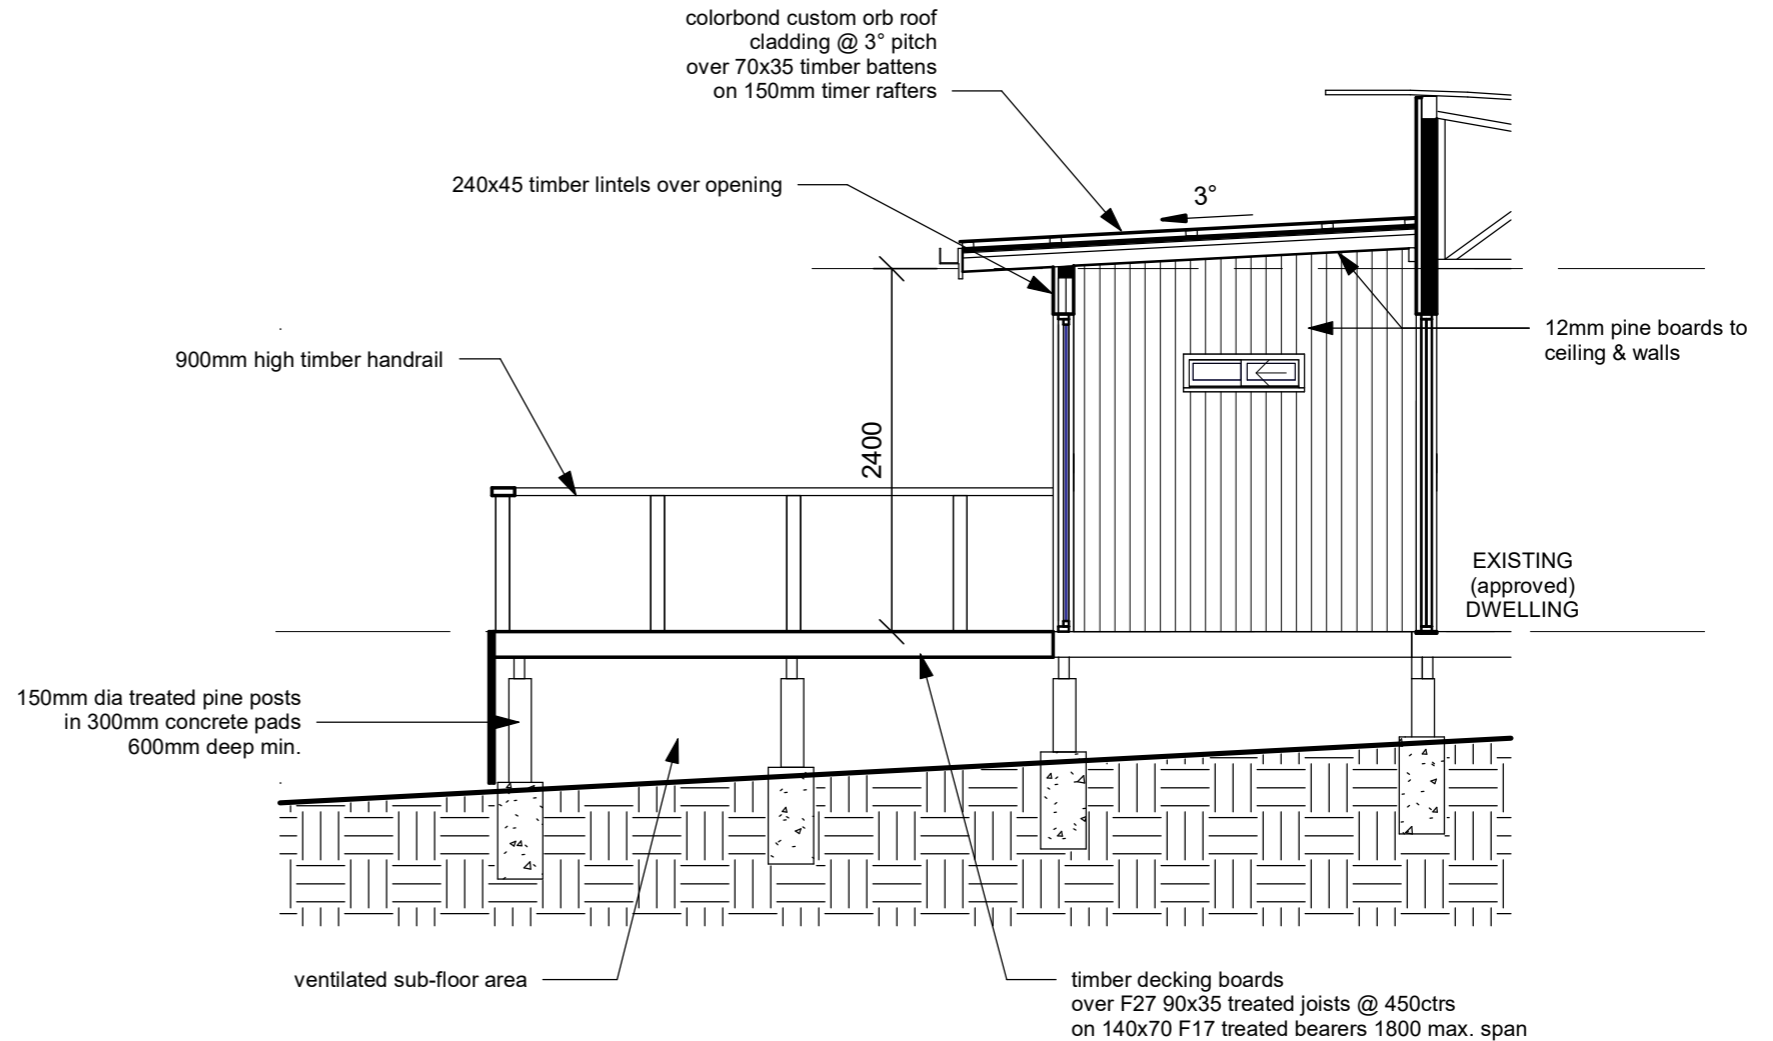 colorbond custom orb roof
cladding @ 3° pitch
over 70x35 timber battens
on 150mm timer rafters
240x45 timber lintels over opening
3°
12mm pine boards to
ceiling & walls
900mm high timber handrail
2400
EXISTING
(approved)
DWELLING
150mm dia treated pine posts
in 300mm concrete pads
600mm deep min.
ventilated sub-floor area
timber decking boards
over F27 90x35 treated joists @ 450ctrs
on 140x70 F17 treated bearers 1800 max. span